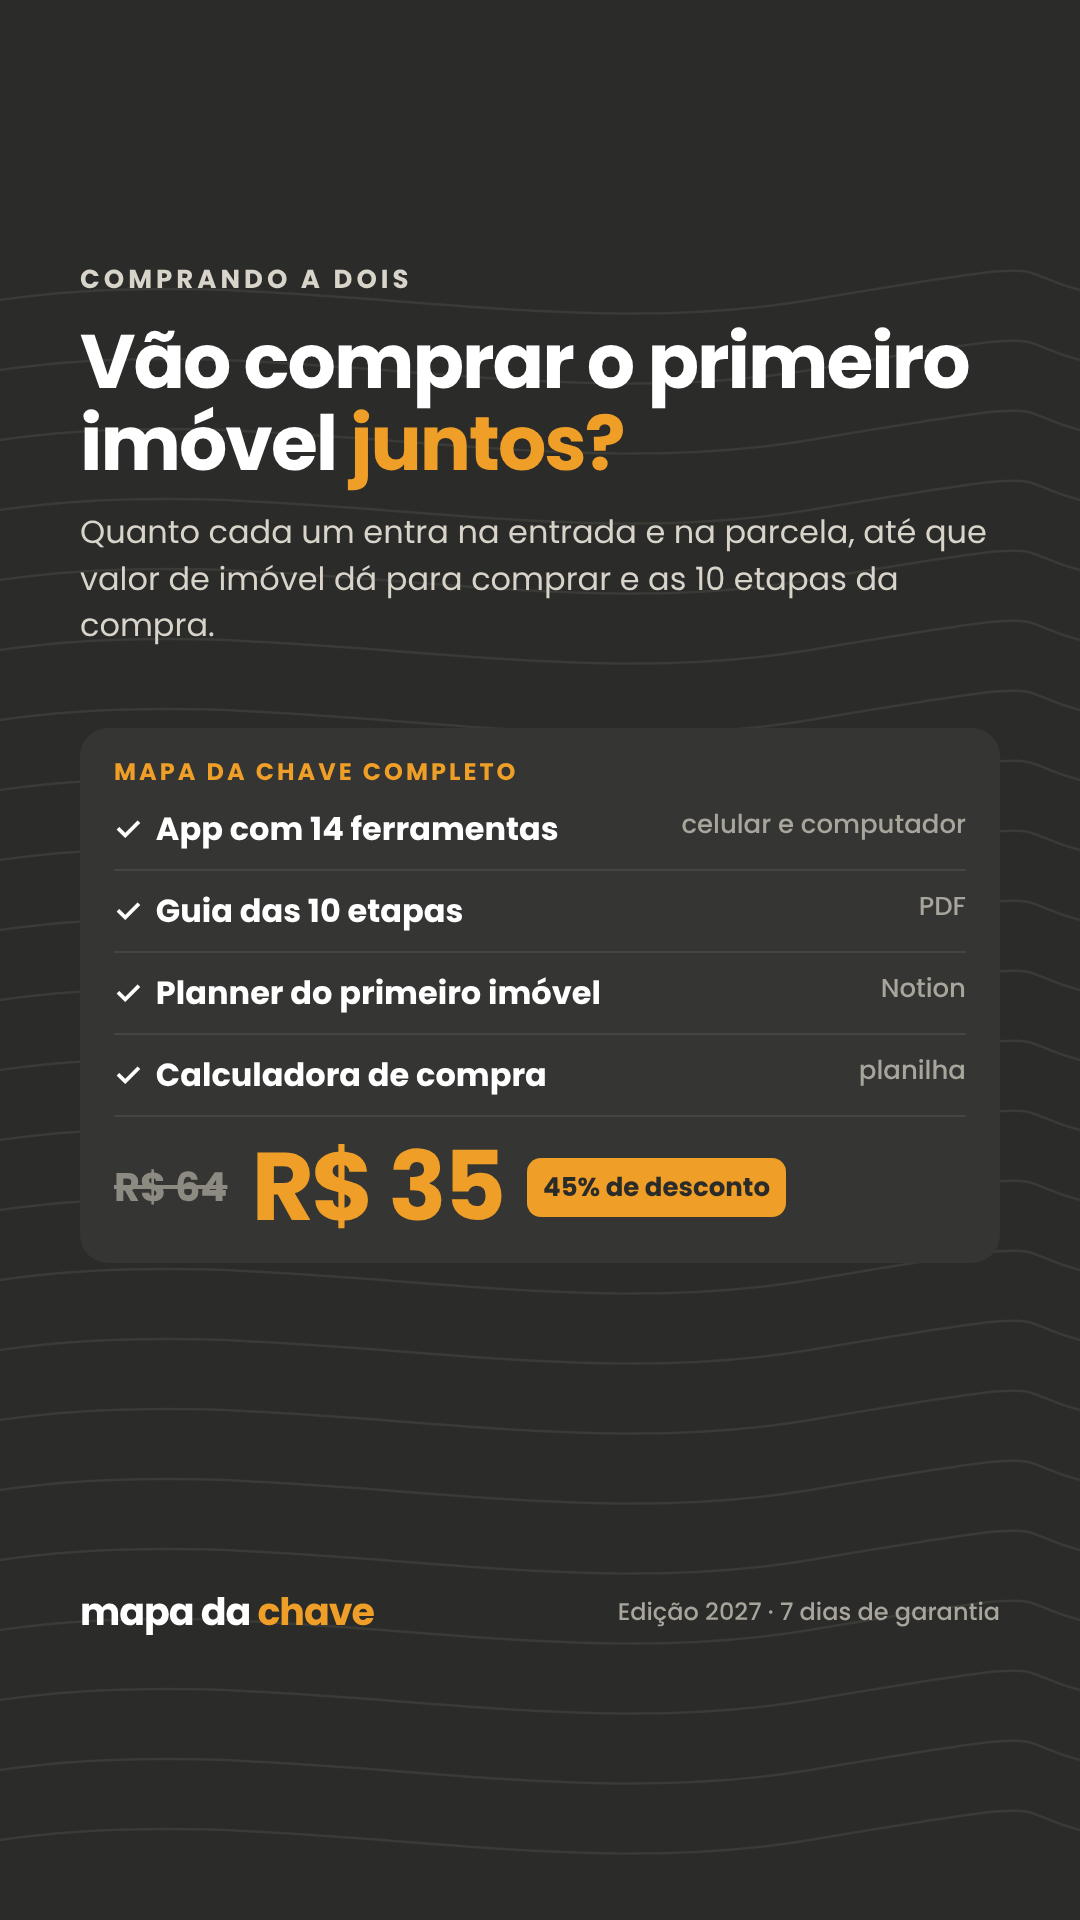 COMPRANDO A DOIS
Vão comprar o primeiro
imóvel juntos?
Quanto cada um entra na entrada e na parcela, até que
valor de imóvel dá para comprar e as 10 etapas da
compra.
MAPA DA CHAVE COMPLETO
✓ App com 14 ferramentas celular e computador
✓ Guia das 10 etapas PDF
✓ Planner do primeiro imóvel Notion
✓ Calculadora de compra planilha
R$ 64 R$ 35 45% de desconto
mapa da chave Edição 2027 · 7 dias de garantia